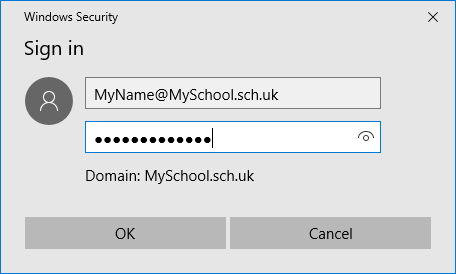 Windows Security
Sign in
MyName@MySchool.sch.uk
●●●●●●●●●●●●●
Domain: MySchool.sch.uk
OK
Cancel